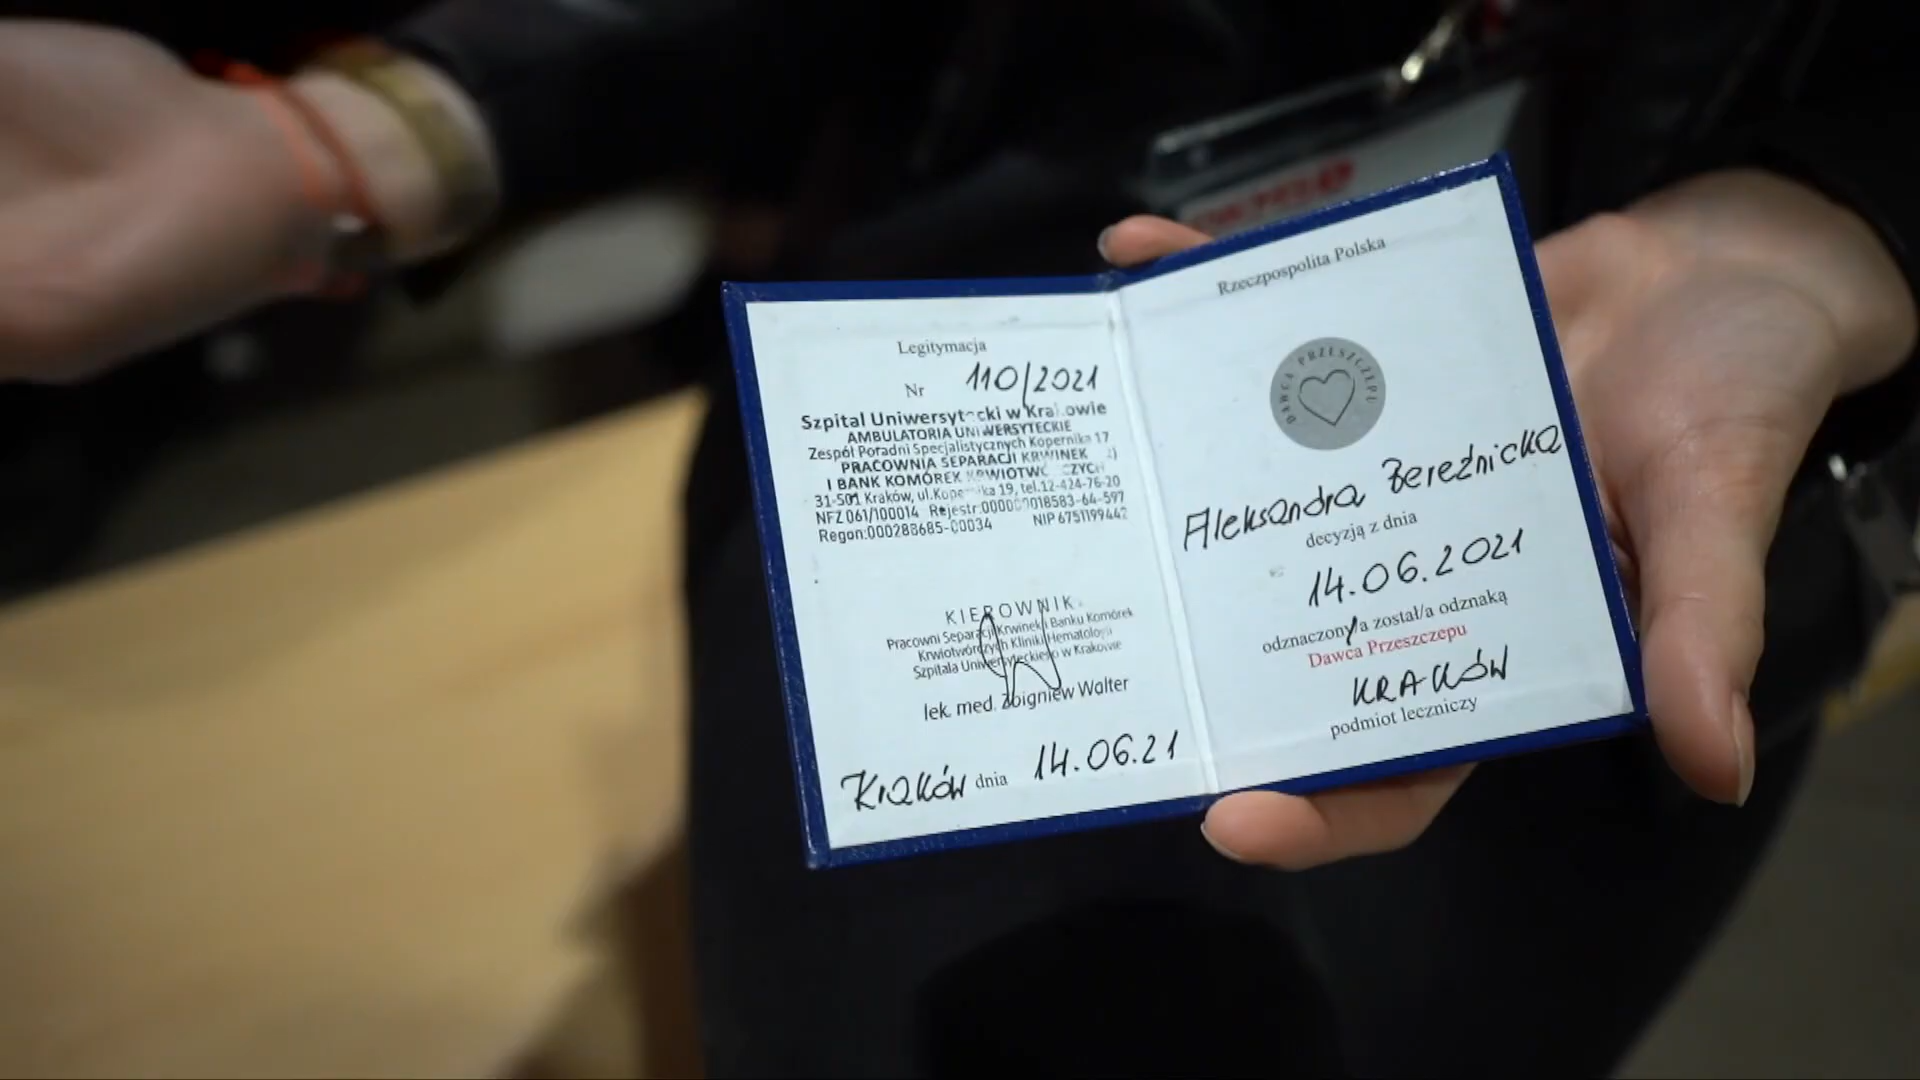 Legitymacja
Nr 110/2021
Szpital Uniwersytecki w Krakowie
AMBULATORIA UNIWERSYTECKIE
Zespół Poradni Specjalistycznych Kopernika 17
PRACOWNIA SEPARACJI KRWINEK
I BANK KOMÓREK KRWIOTWÓRCZYCH
31-501 Kraków, ul.Kopernika 19, tel.12-424-76-20
NFZ 061/100014 Rejestr:000000018583-64-597
Regon:000288685-00034 NIP 6751199442
KIEROWNIK
Pracowni Separacji Krwinek i Banku Komórek
Krwiotwórczych Kliniki Hematologii
Szpitala Uniwersyteckiego w Krakowie
lek. med. Zbigniew Walter
Kraków dnia 14.06.21
Rzeczpospolita Polska
DAWCA PRZESZCZEPU
Aleksandra Bereźnicka
decyzją z dnia
14.06.2021
odznaczony/a został/a odznaką
Dawca Przeszczepu
KRAKÓW
podmiot leczniczy